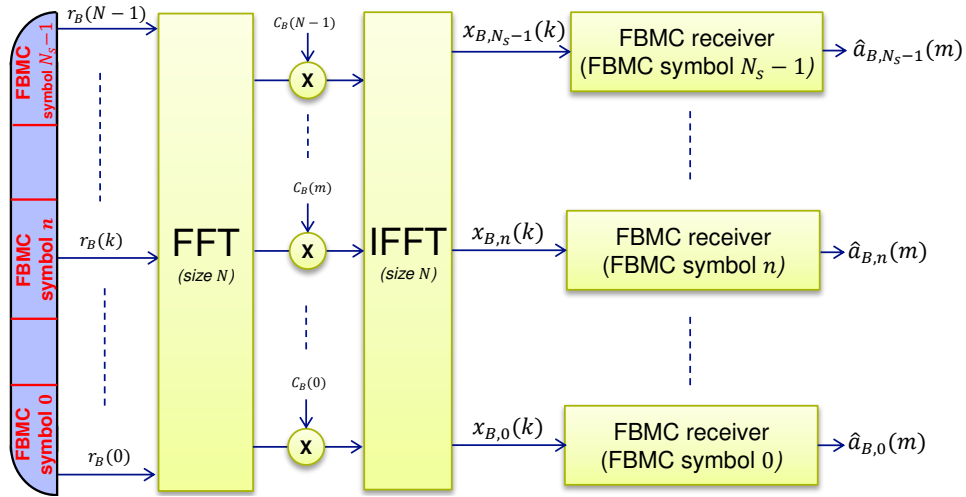 FBMC
symbol N_s − 1
FBMC
symbol n
FBMC
symbol 0
r_B(N − 1)
r_B(k)
r_B(0)
FFT
(size N)
C_B(N−1)
X
C_B(m)
X
C_B(0)
X
IFFT
(size N)
x_{B,N_s−1}(k)
x_{B,n}(k)
x_{B,0}(k)
FBMC receiver
(FBMC symbol N_s − 1)
FBMC receiver
(FBMC symbol n)
FBMC receiver
(FBMC symbol 0)
â_{B,N_s−1}(m)
â_{B,n}(m)
â_{B,0}(m)